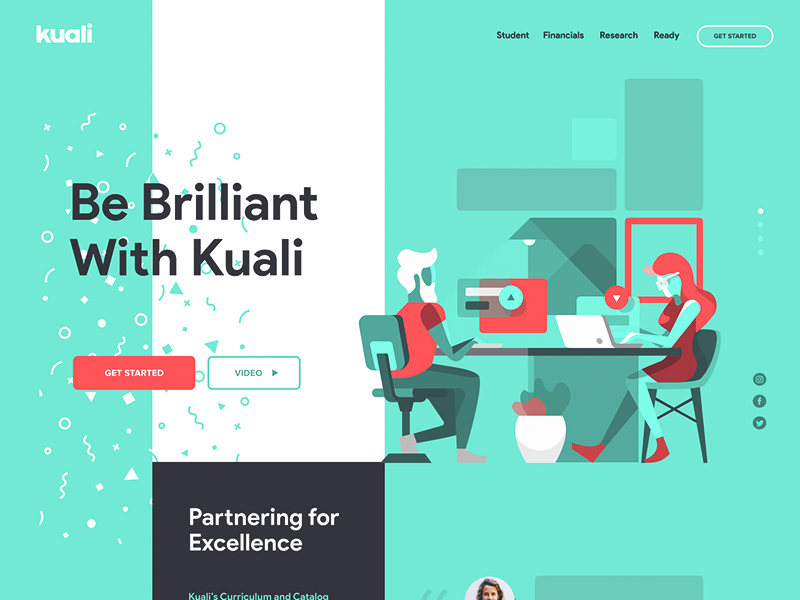 kuali
Student Financials Research Ready GET STARTED
Be Brilliant
With Kuali
GET STARTED VIDEO
Partnering for
Excellence
Kuali's Curriculum and Catalog